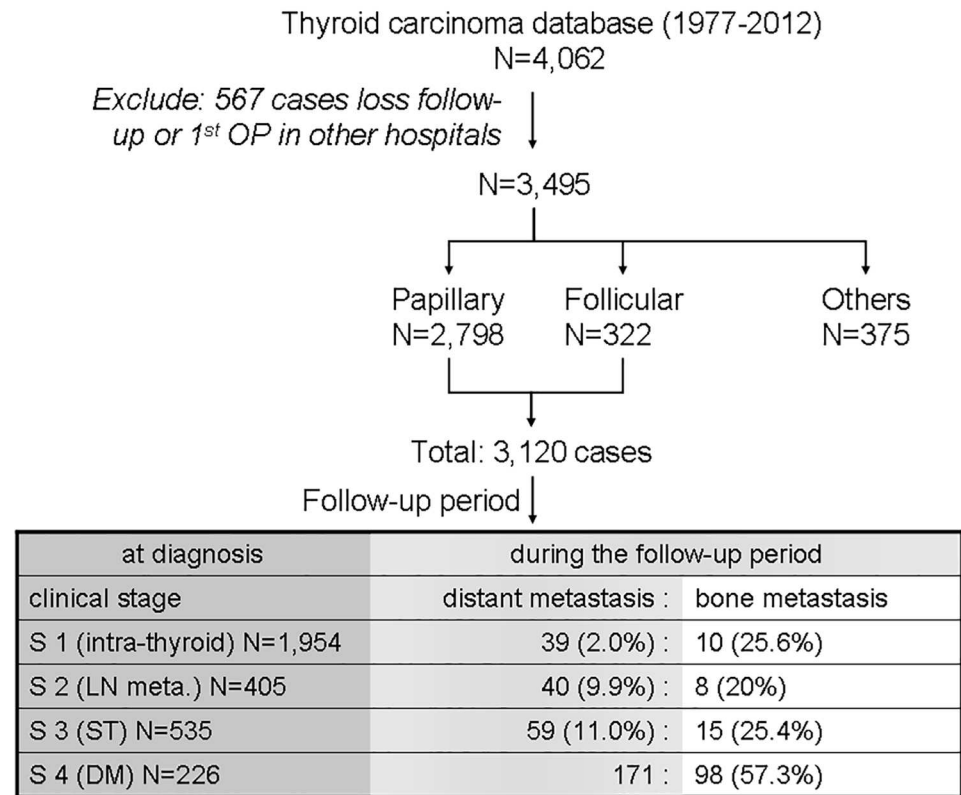 Thyroid carcinoma database (1977-2012)
N=4,062
Exclude: 567 cases loss follow-
up or 1st OP in other hospitals
N=3,495
Papillary Follicular Others
N=2,798 N=322 N=375
Total: 3,120 cases
Follow-up period
at diagnosis during the follow-up period
clinical stage distant metastasis : bone metastasis
S 1 (intra-thyroid) N=1,954 39 (2.0%) : 10 (25.6%)
S 2 (LN meta.) N=405 40 (9.9%) : 8 (20%)
S 3 (ST) N=535 59 (11.0%) : 15 (25.4%)
S 4 (DM) N=226 171 : 98 (57.3%)